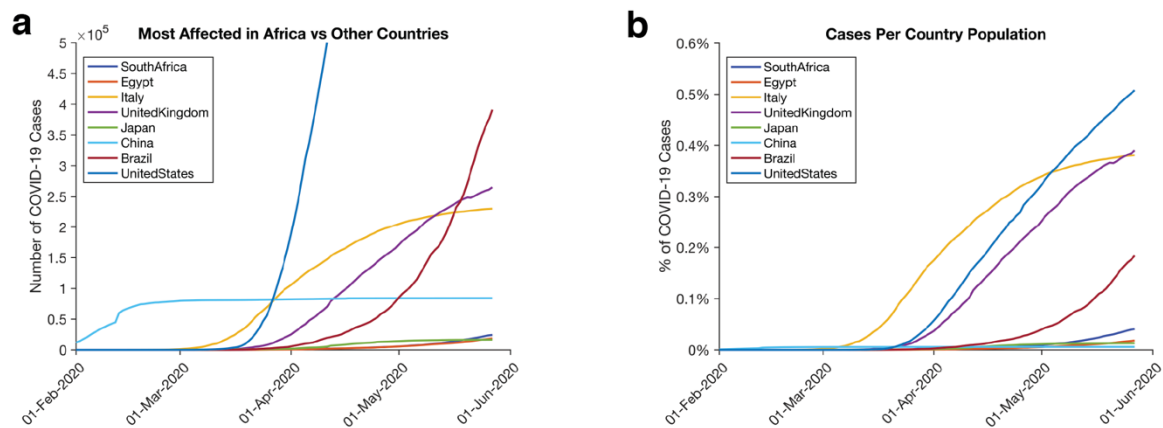 a
Most Affected in Africa vs Other Countries
×10⁵
5
4.5
4
3.5
3
2.5
2
1.5
1
0.5
0
Number of COVID-19 Cases
SouthAfrica
Egypt
Italy
UnitedKingdom
Japan
China
Brazil
UnitedStates
01-Feb-2020
01-Mar-2020
01-Apr-2020
01-May-2020
01-Jun-2020
b
Cases Per Country Population
0.6%
0.5%
0.4%
0.3%
0.2%
0.1%
0%
% of COVID-19 Cases
SouthAfrica
Egypt
Italy
UnitedKingdom
Japan
China
Brazil
UnitedStates
01-Feb-2020
01-Mar-2020
01-Apr-2020
01-May-2020
01-Jun-2020